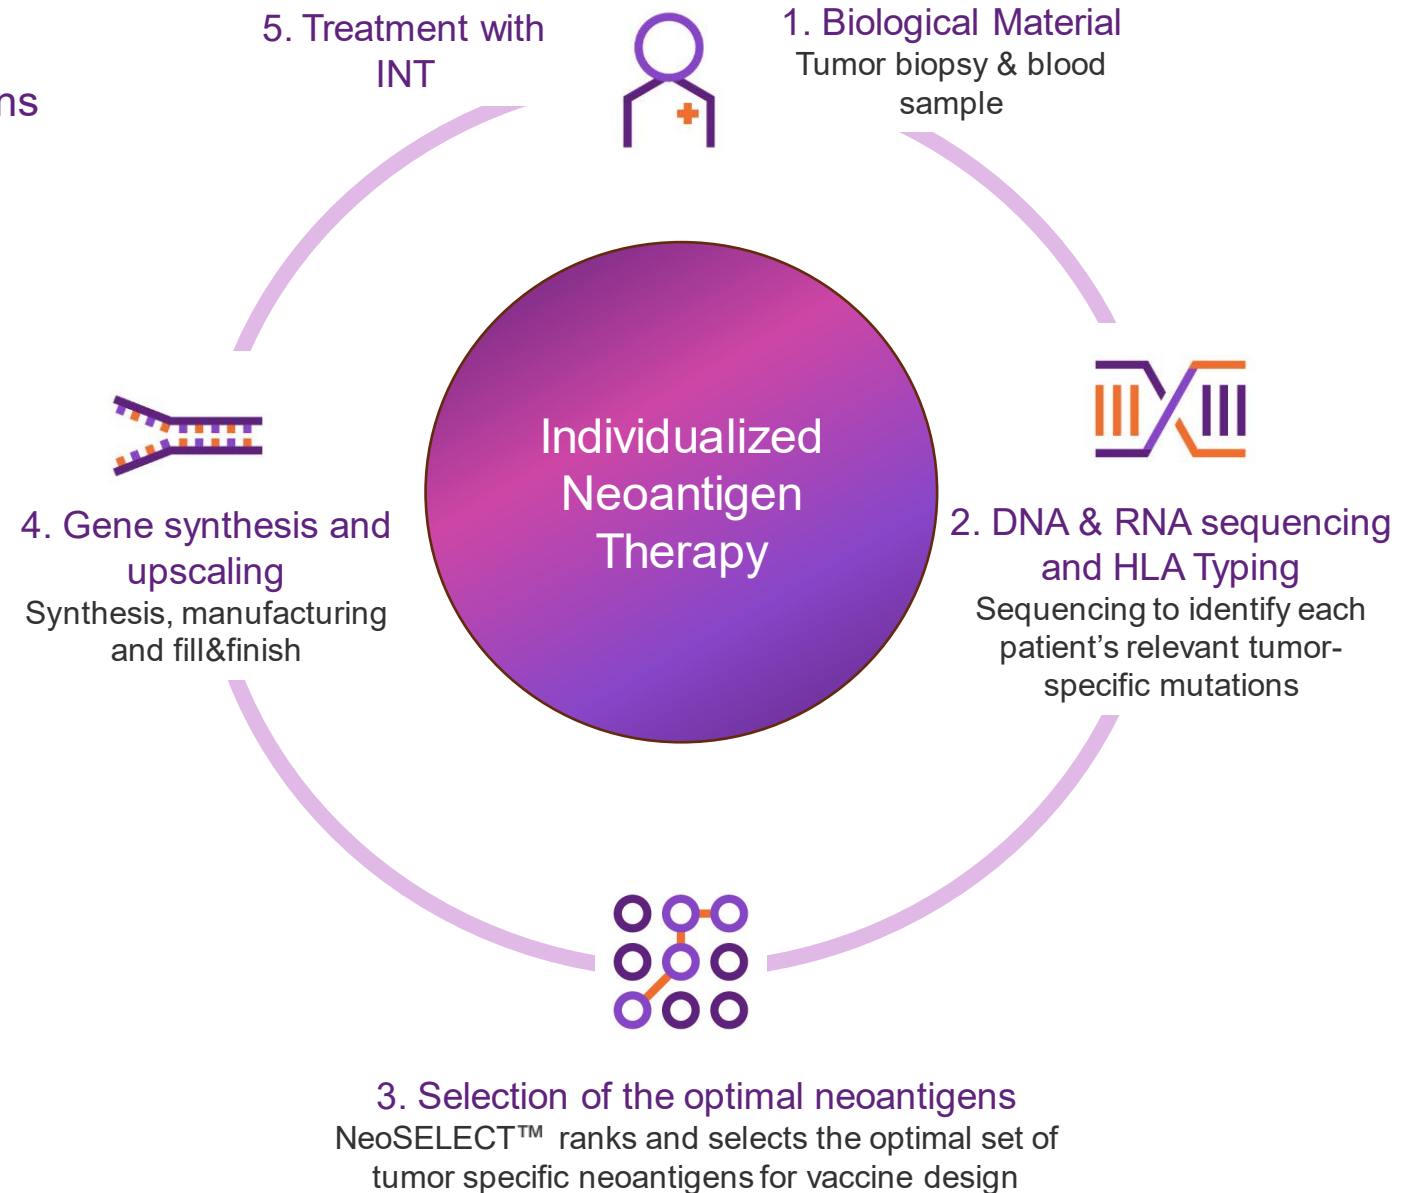 5. Treatment with
INT
1. Biological Material
Tumor biopsy & blood
sample
ns
Individualized
Neoantigen
Therapy
2. DNA & RNA sequencing
and HLA Typing
Sequencing to identify each
patient’s relevant tumor-
specific mutations
4. Gene synthesis and
upscaling
Synthesis, manufacturing
and fill&finish
3. Selection of the optimal neoantigens
NeoSELECT™ ranks and selects the optimal set of
tumor specific neoantigens for vaccine design